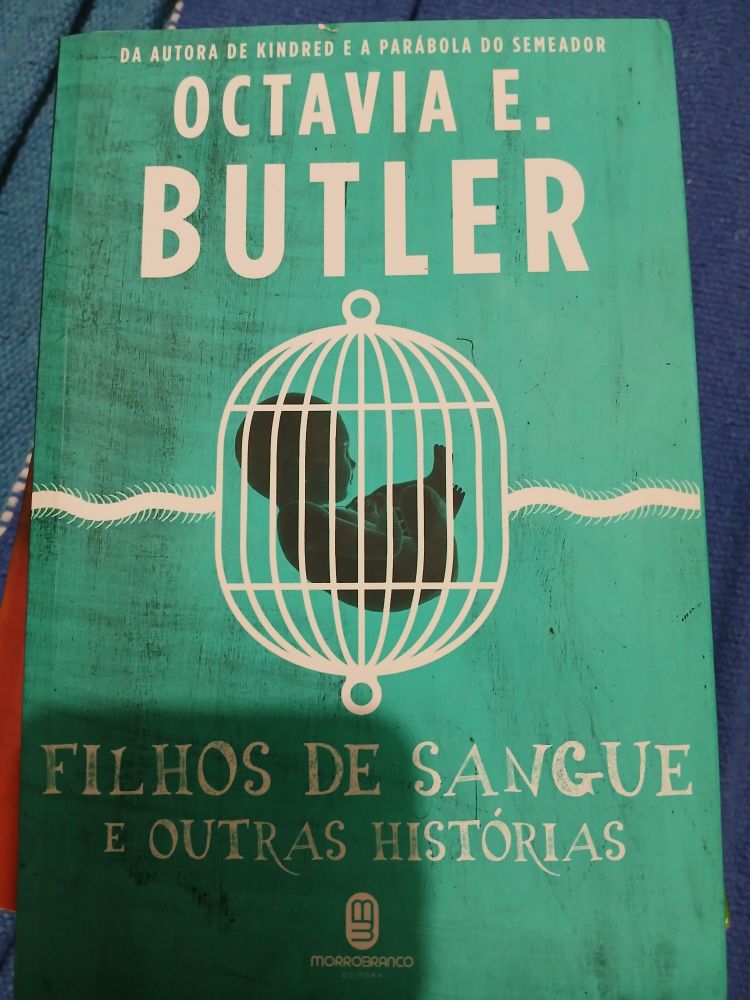 DA AUTORA DE KINDRED E A PARÁBOLA DO SEMEADOR
OCTAVIA E.
BUTLER
FILHOS DE SANGUE
E OUTRAS HISTÓRIAS
MORROBRANCO
EDITORA